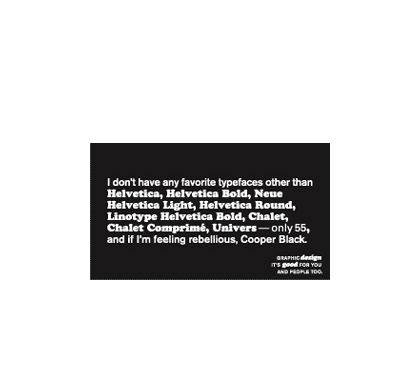 I don't have any favorite typefaces other than
Helvetica, Helvetica Bold, Neue
Helvetica Light, Helvetica Round,
Linotype Helvetica Bold, Chalet,
Chalet Comprimé, Univers — only 55,
and if I'm feeling rebellious, Cooper Black.
GRAPHIC design
IT'S good FOR YOU
AND PEOPLE TOO.